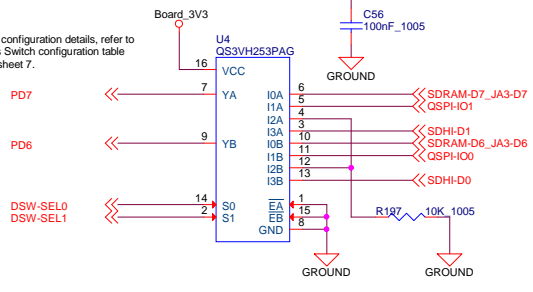 Board_3V3
C56
100nF_1005
configuration details, refer to
s Switch configuration table
sheet 7.
U4
QS3VH253PAG
GROUND
16 VCC
PD7 7 YA I0A 6 SDRAM-D7_JA3-D7
I1A 5 QSPI-IO1
I2A 4
I3A 3 SDHI-D1
PD6 9 YB I0B 10 SDRAM-D6_JA3-D6
I1B 11 QSPI-IO0
I2B 12
I3B 13 SDHI-D0
DSW-SEL0 14 S0 EA 1
DSW-SEL1 2 S1 EB 15
GND 8
R197 10K_1005
GROUND
GROUND